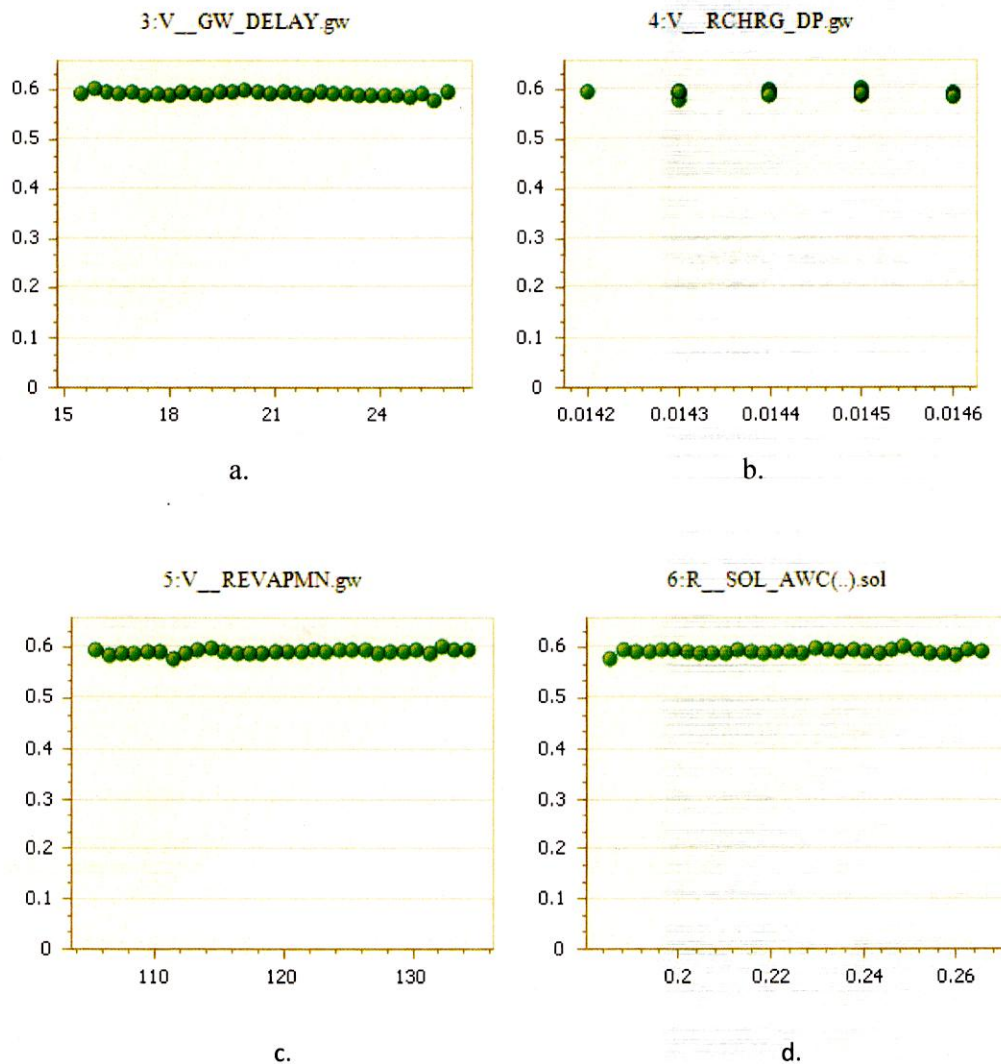 3:V__GW_DELAY.gw
0.6
0.5
0.4
0.3
0.2
0.1
0
15 18 21 24
a.
4:V__RCHRG_DP.gw
0.6
0.5
0.4
0.3
0.2
0.1
0
0.0142 0.0143 0.0144 0.0145 0.0146
b.
5:V__REVAPMN.gw
0.6
0.5
0.4
0.3
0.2
0.1
0
110 120 130
c.
6:R__SOL_AWC(..).sol
0.6
0.5
0.4
0.3
0.2
0.1
0
0.2 0.22 0.24 0.26
d.